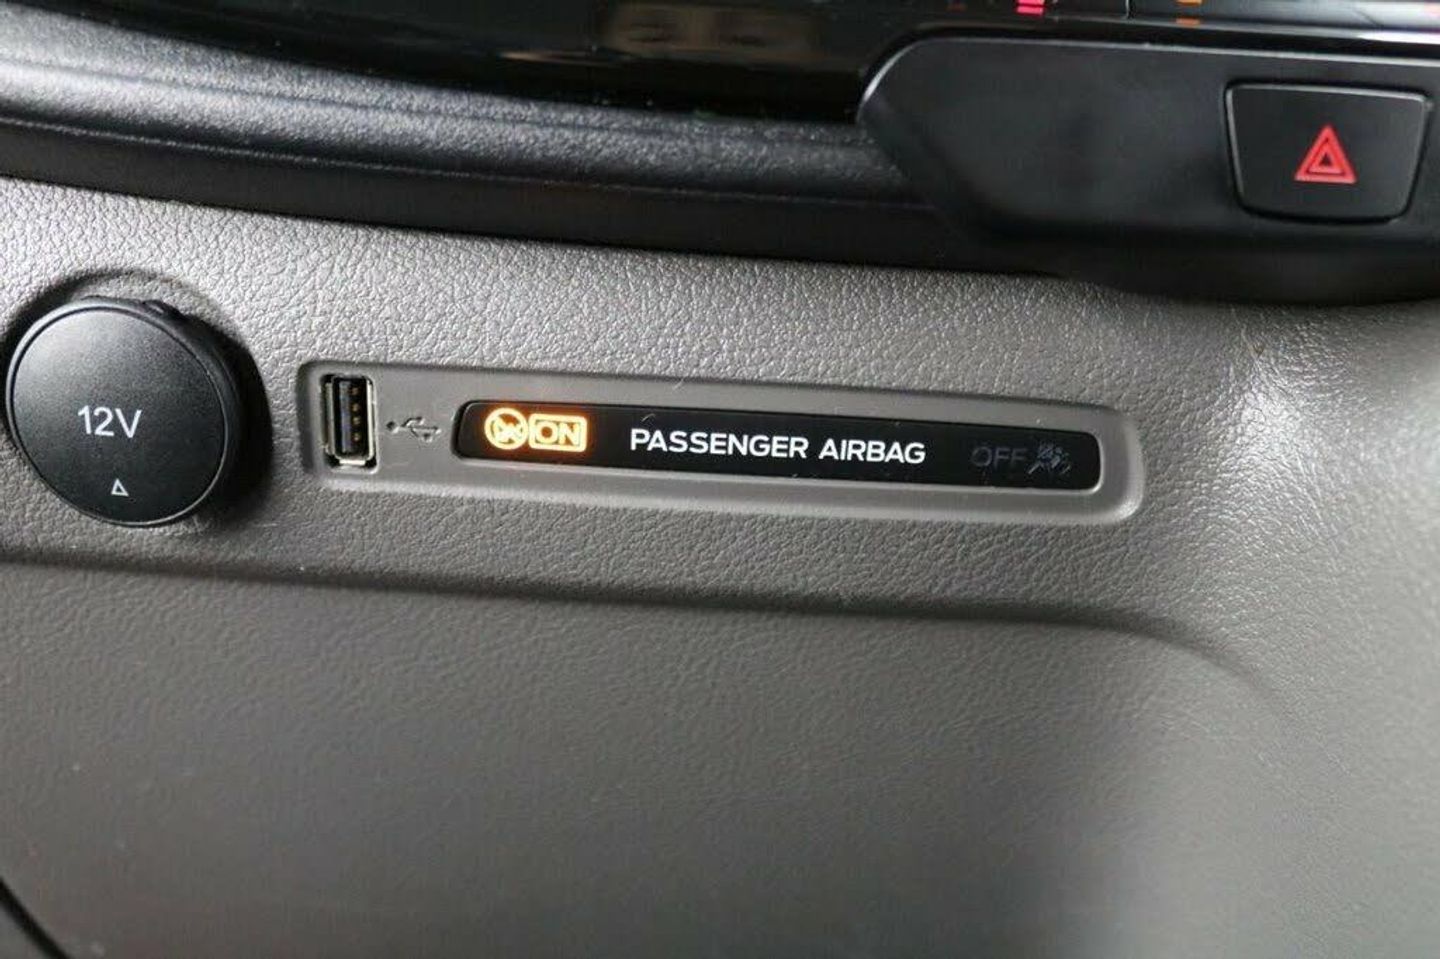 12V
ON PASSENGER AIRBAG OFF